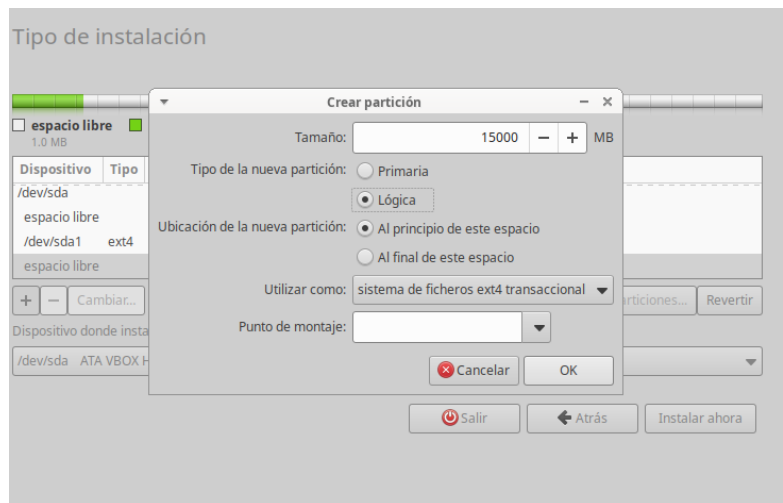 Tipo de instalación
Crear partición
espacio libre
1.0 MB
Tamaño: 15000 MB
Tipo de la nueva partición: Primaria
Lógica
Ubicación de la nueva partición: Al principio de este espacio
Al final de este espacio
Utilizar como: sistema de ficheros ext4 transaccional
Punto de montaje:
Cancelar OK
Dispositivo Tipo
/dev/sda
espacio libre
/dev/sda1 ext4
espacio libre
+ - Cambiar... Revertir
Dispositivo donde insta
/dev/sda ATA VBOX H
Salir Atrás Instalar ahora